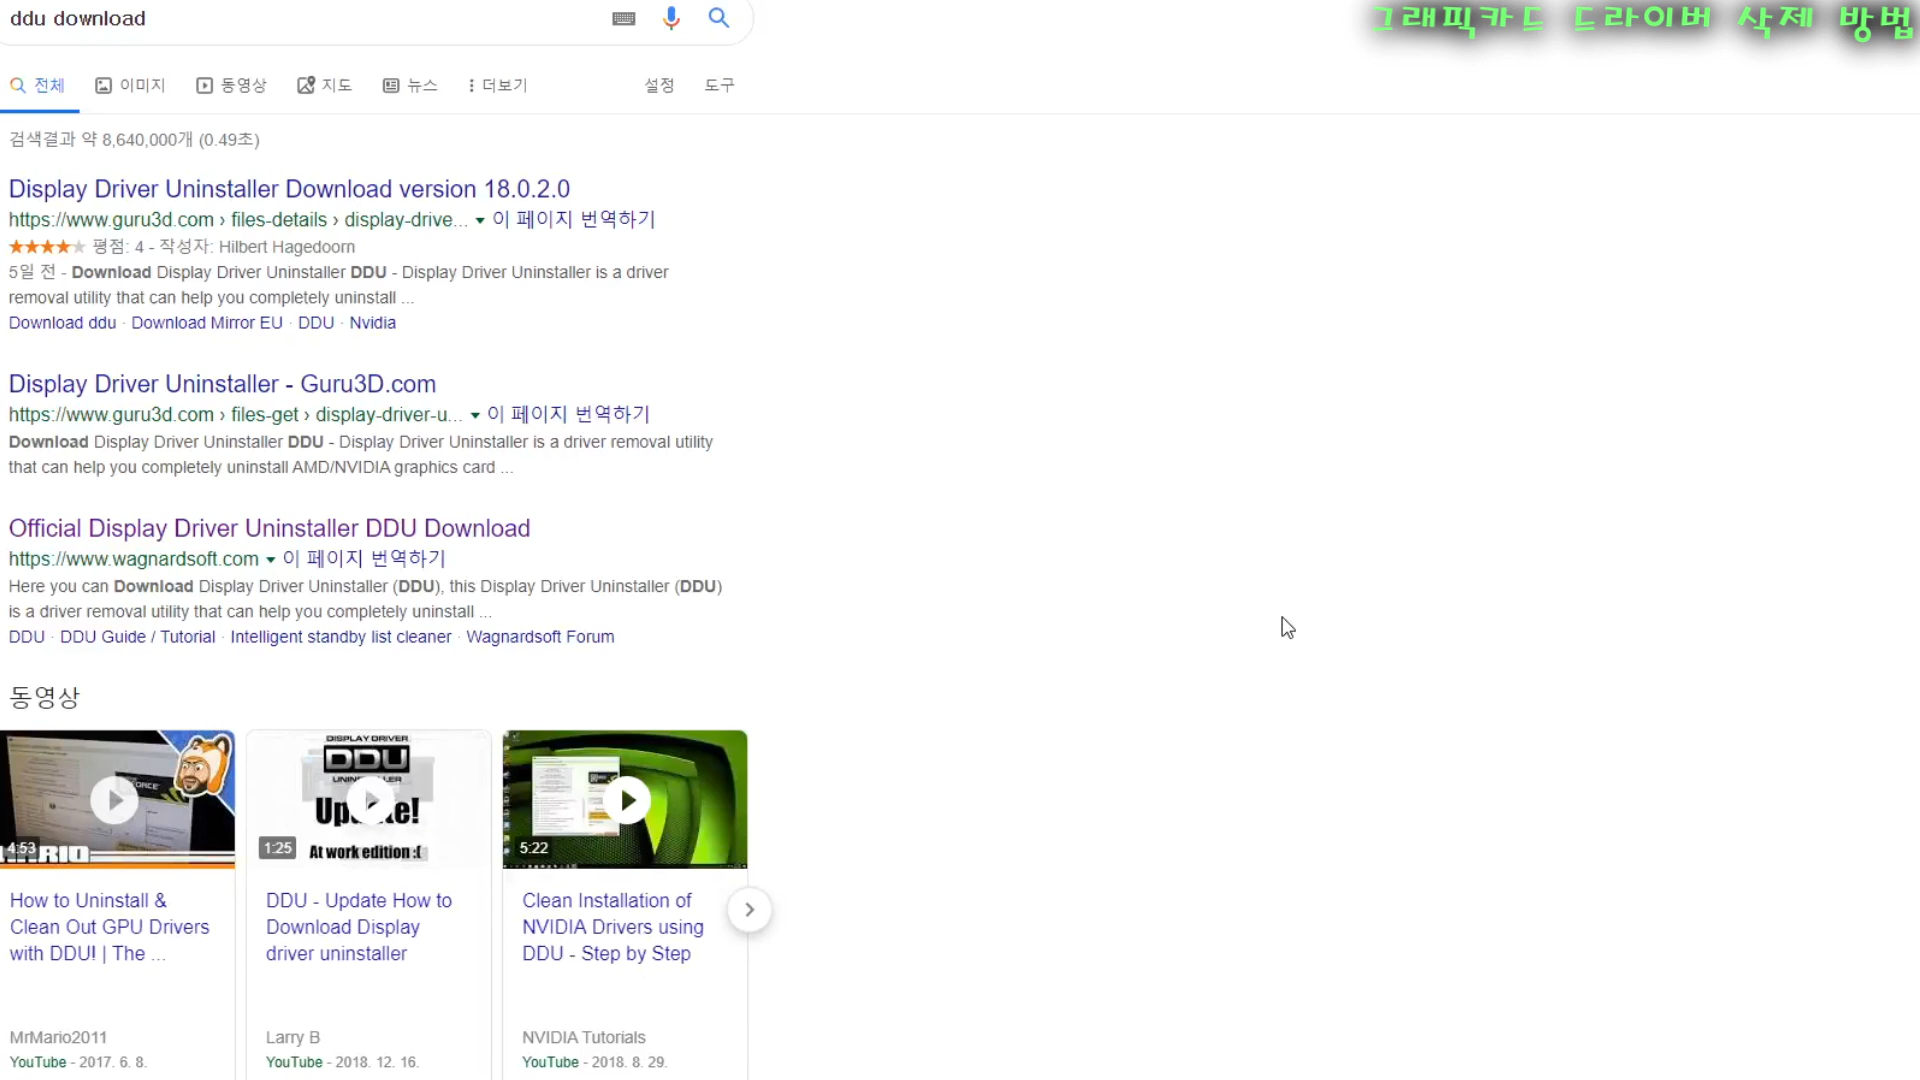 ddu download
그래픽카드 드라이버 삭제 방법
전체 이미지 동영상 지도 뉴스 더보기 설정 도구
검색결과 약 8,640,000개 (0.49초)
Display Driver Uninstaller Download version 18.0.2.0
https://www.guru3d.com › files-details › display-drive... 이 페이지 번역하기
평점: 4 - 작성자: Hilbert Hagedoorn
5일 전 - Download Display Driver Uninstaller DDU - Display Driver Uninstaller is a driver
removal utility that can help you completely uninstall ...
Download ddu · Download Mirror EU · DDU · Nvidia
Display Driver Uninstaller - Guru3D.com
https://www.guru3d.com › files-get › display-driver-u... 이 페이지 번역하기
Download Display Driver Uninstaller DDU - Display Driver Uninstaller is a driver removal utility
that can help you completely uninstall AMD/NVIDIA graphics card ...
Official Display Driver Uninstaller DDU Download
https://www.wagnardsoft.com 이 페이지 번역하기
Here you can Download Display Driver Uninstaller (DDU), this Display Driver Uninstaller (DDU)
is a driver removal utility that can help you completely uninstall ...
DDU · DDU Guide / Tutorial · Intelligent standby list cleaner · Wagnardsoft Forum
동영상
4:53
DISPLAY DRIVER
DDU
1:25
At work edition :(
5:22
How to Uninstall &
Clean Out GPU Drivers
with DDU! | The ...
MrMario2011
YouTube - 2017. 6. 8.
DDU - Update How to
Download Display
driver uninstaller
Larry B
YouTube - 2018. 12. 16.
Clean Installation of
NVIDIA Drivers using
DDU - Step by Step
NVIDIA Tutorials
YouTube - 2018. 8. 29.